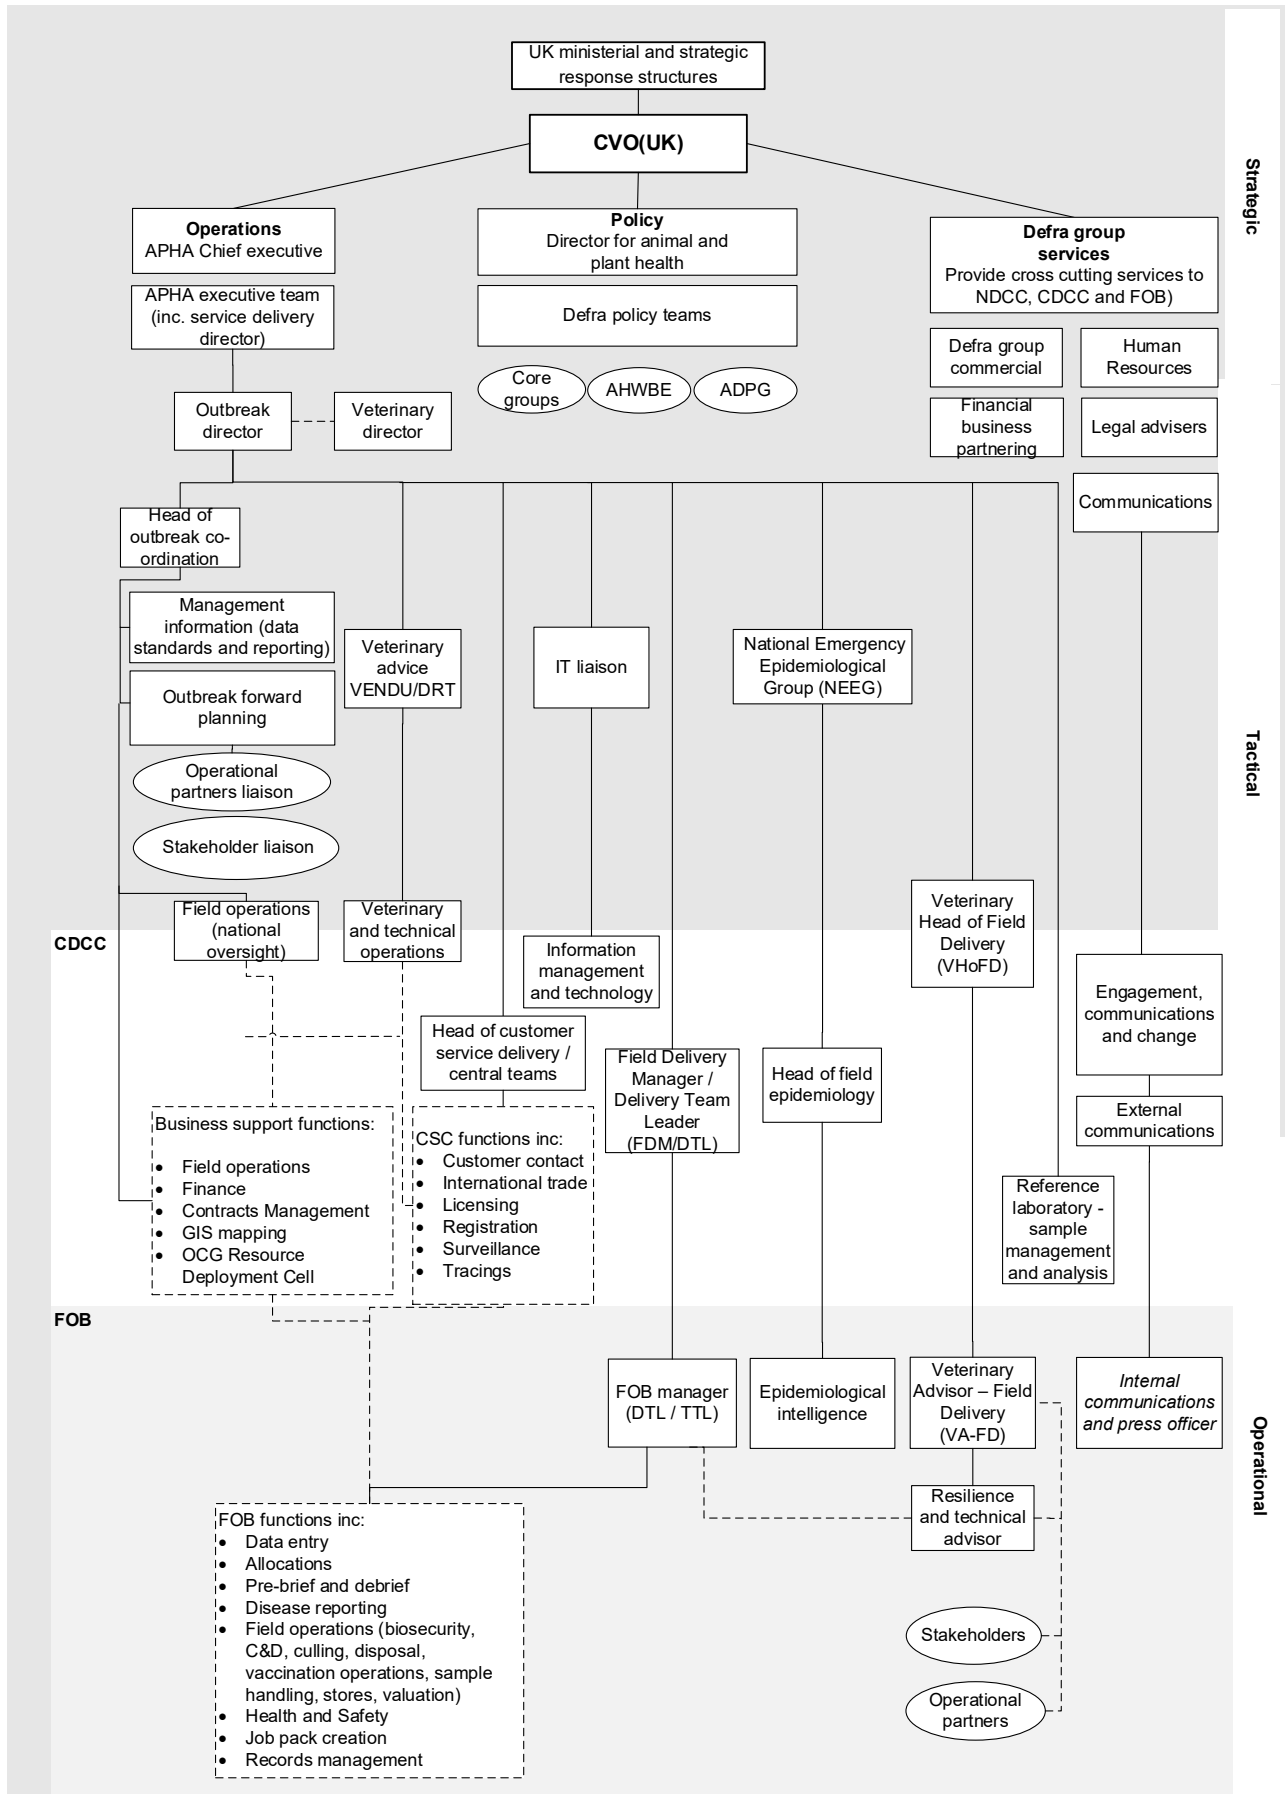 UK ministerial and strategic
response structures
CVO(UK)
Strategic
Operations
APHA Chief executive
Policy
Director for animal and
plant health
Defra group
services
Provide cross cutting services to
NDCC, CDCC and FOB)
APHA executive team
(inc. service delivery
director)
Defra policy teams
Defra group
commercial
Human
Resources
Core
groups
AHWBE
ADPG
Outbreak
director
Veterinary
director
Financial
business
partnering
Legal advisers
Communications
Head of
outbreak co-
ordination
Management
information (data
standards and reporting)
Veterinary
advice
VENDU/DRT
IT liaison
National Emergency
Epidemiological
Group (NEEG)
Outbreak forward
planning
Tactical
Operational
partners liaison
Stakeholder liaison
Field operations
(national
oversight)
Veterinary
and technical
operations
Veterinary
Head of Field
Delivery
(VHoFD)
CDCC
Information
management
and technology
Engagement,
communications
and change
Head of customer
service delivery /
central teams
Field Delivery
Manager /
Delivery Team
Leader
(FDM/DTL)
Head of field
epidemiology
External
communications
Business support functions:
• Field operations
• Finance
• Contracts Management
• GIS mapping
• OCG Resource
Deployment Cell
CSC functions inc:
• Customer contact
• International trade
• Licensing
• Registration
• Surveillance
• Tracings
Reference
laboratory -
sample
management
and analysis
FOB
FOB manager
(DTL / TTL)
Epidemiological
intelligence
Veterinary
Advisor – Field
Delivery
(VA-FD)
Internal
communications
and press officer
Operational
Resilience
and technical
advisor
FOB functions inc:
• Data entry
• Allocations
• Pre-brief and debrief
• Disease reporting
• Field operations (biosecurity,
C&D, culling, disposal,
vaccination operations, sample
handling, stores, valuation)
• Health and Safety
• Job pack creation
• Records management
Stakeholders
Operational
partners